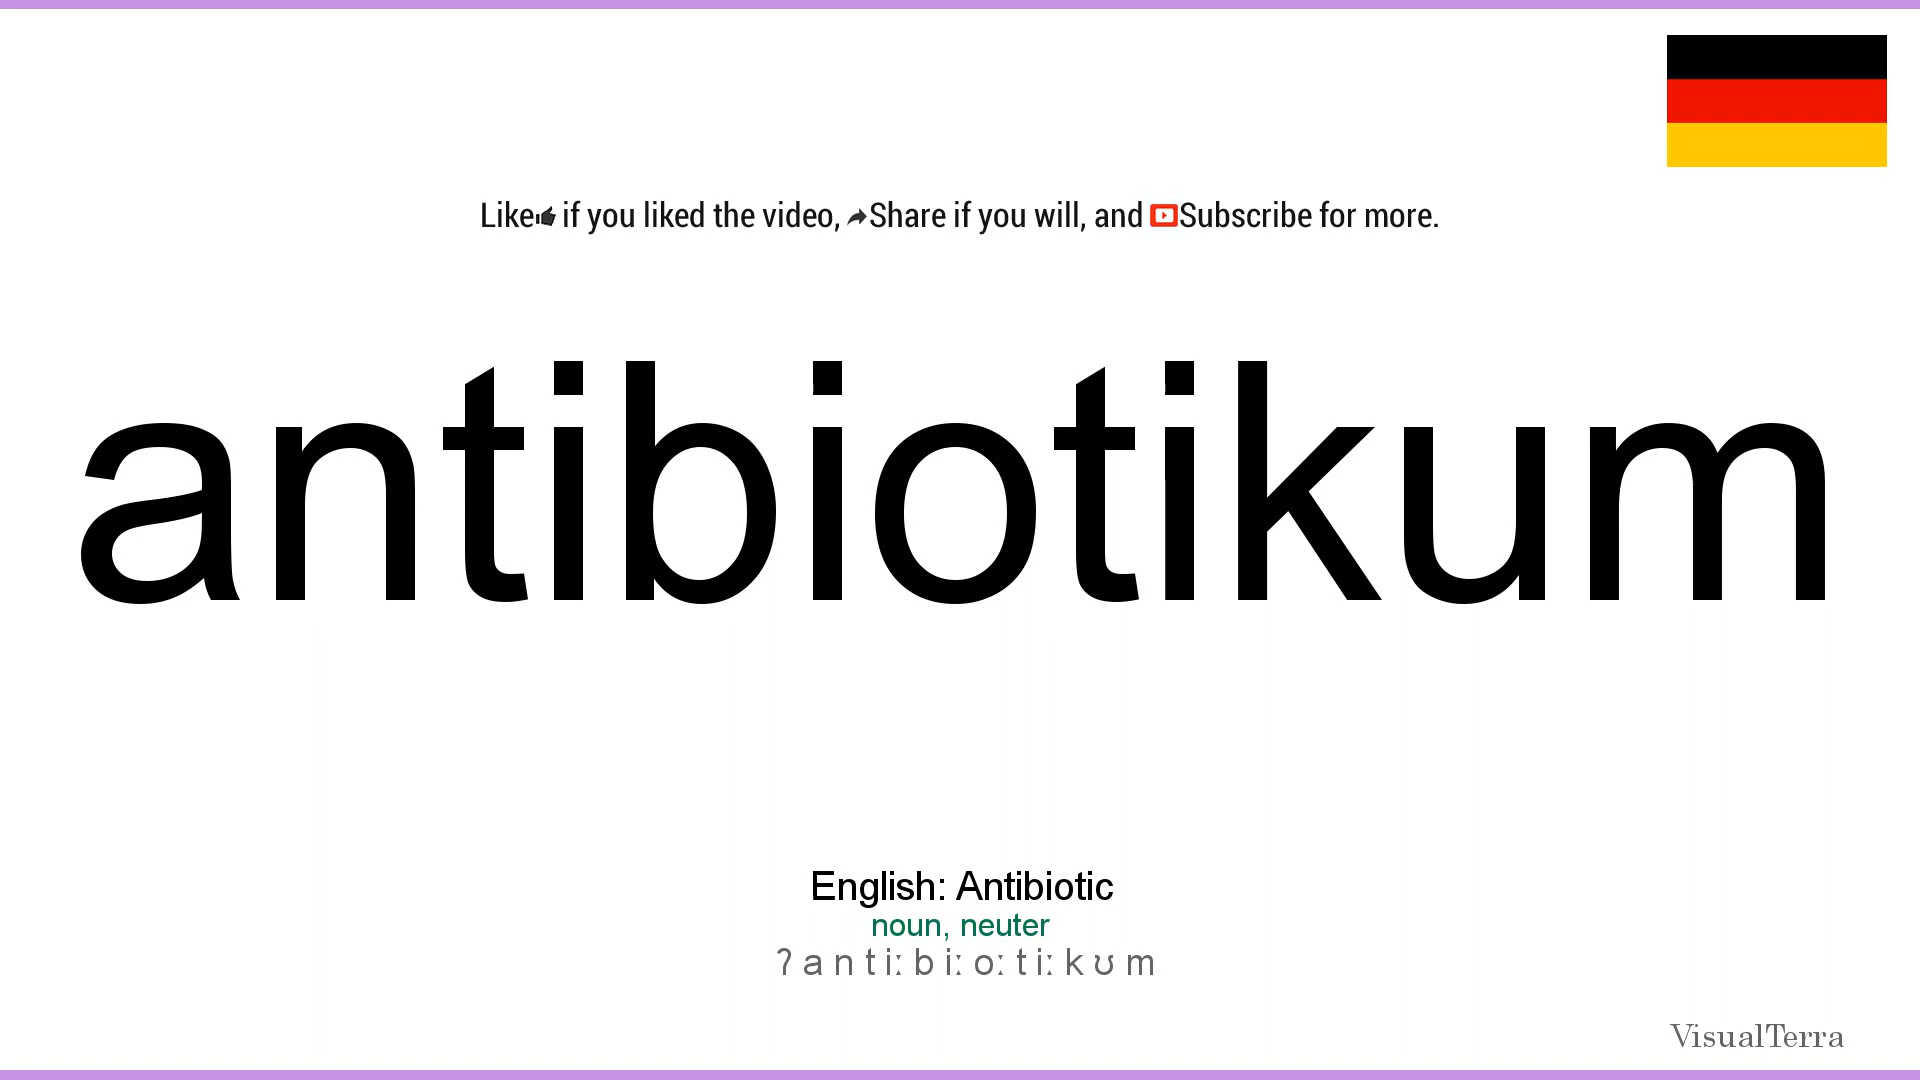 Like if you liked the video, Share if you will, and Subscribe for more.
antibiotikum
English: Antibiotic
noun, neuter
ʔ a n t iː b iː oː t iː k ʊ m
VisualTerra